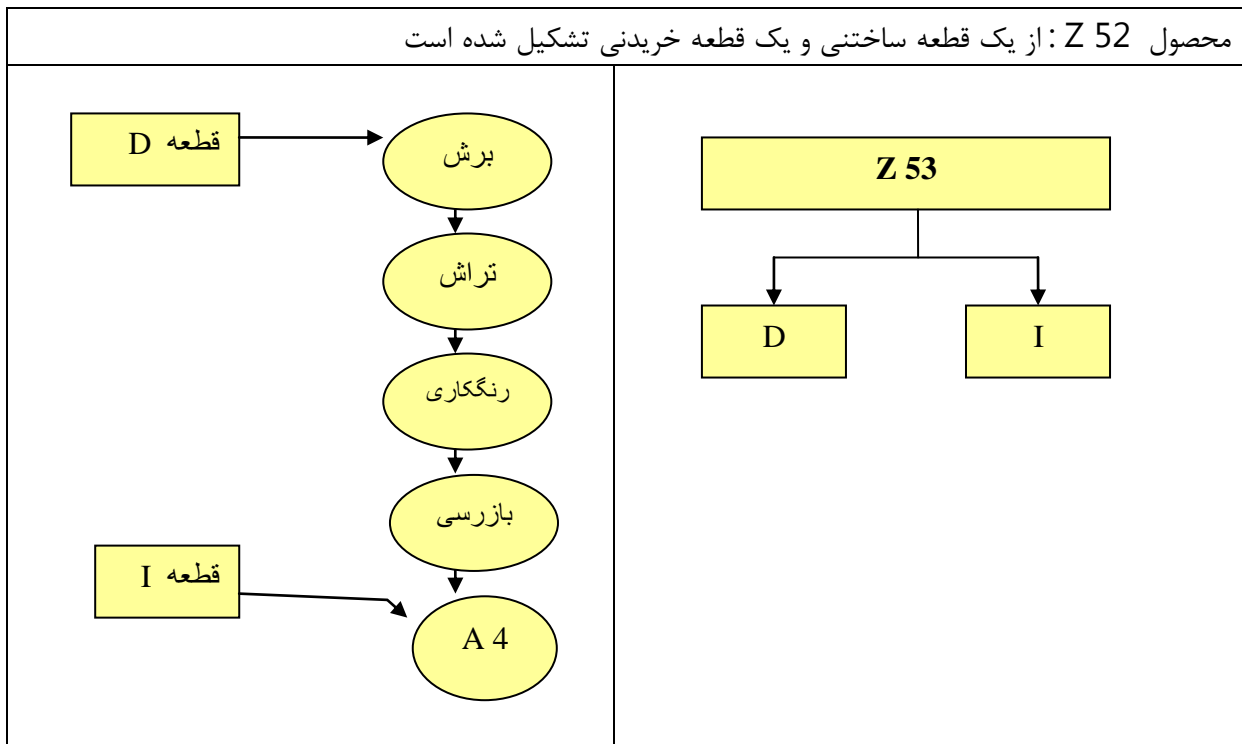 محصول Z 52 : از یک قطعه ساختنی و یک قطعه خریدنی تشکیل شده است
Z 53
D
I
قطعه D
برش
تراش
رنگکاری
بازرسی
قطعه I
A 4